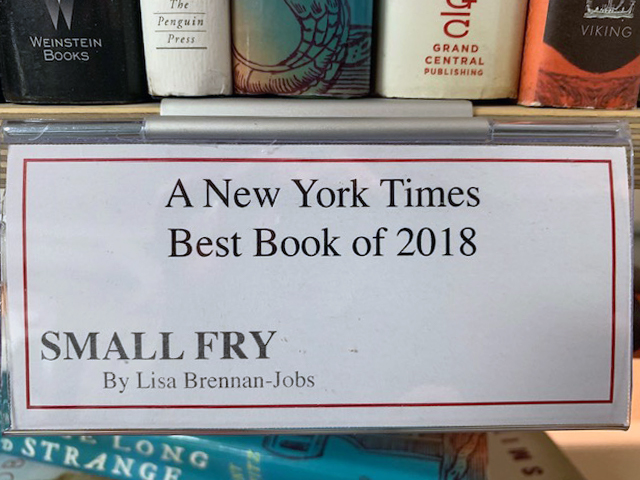 WEINSTEIN
BOOKS
The
Penguin
Press
GRAND
CENTRAL
PUBLISHING
VIKING
A New York Times
Best Book of 2018
SMALL FRY
By Lisa Brennan-Jobs
LONG
STRANGE